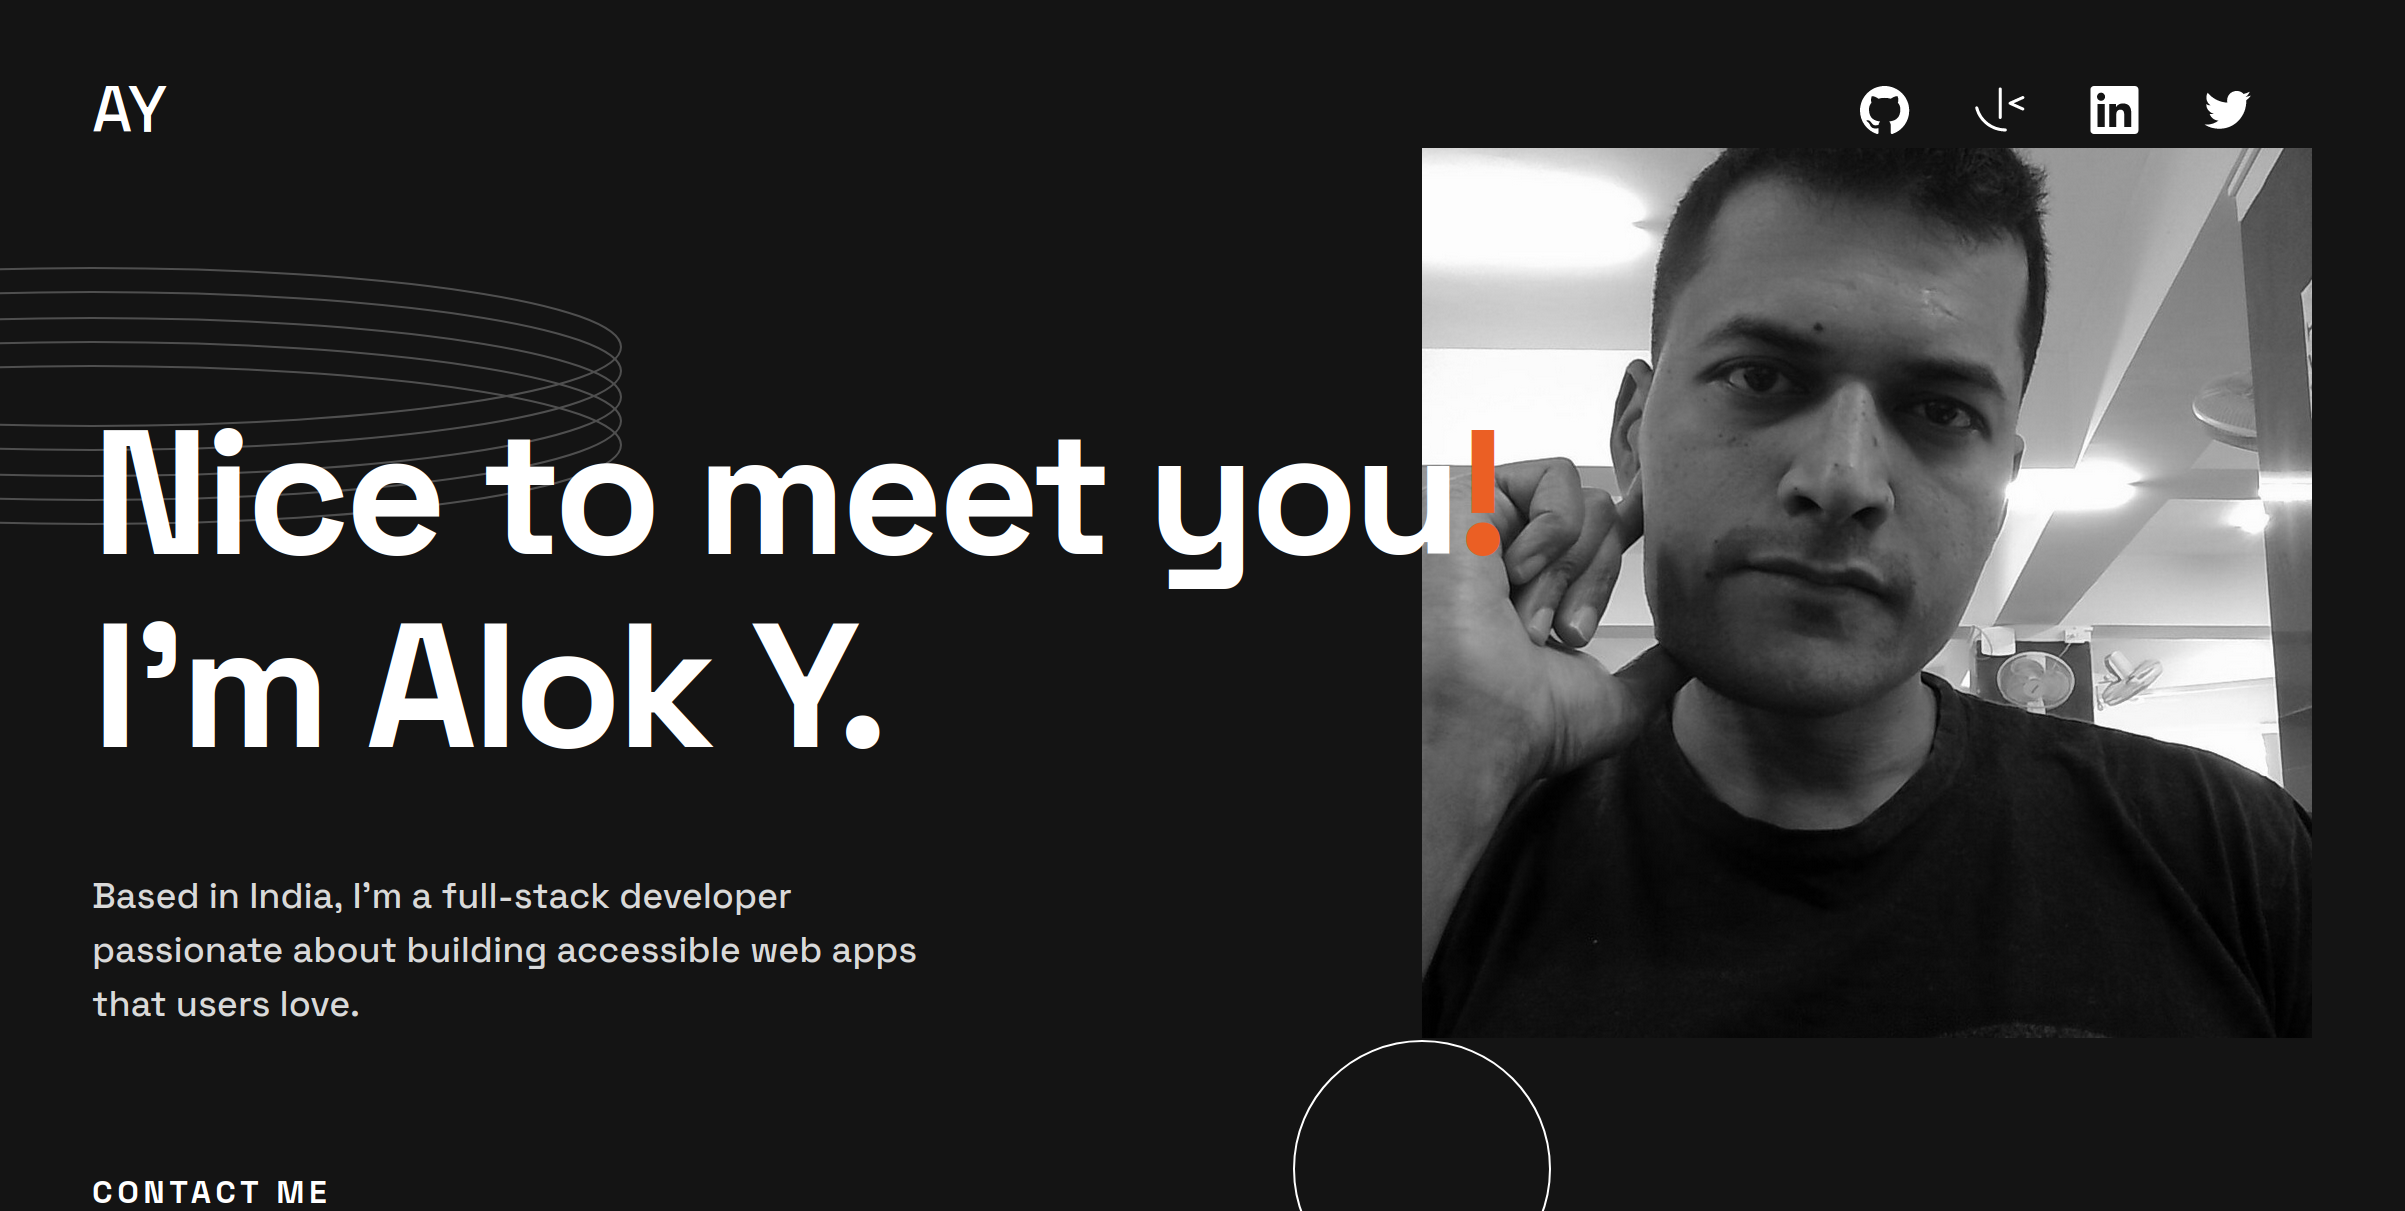 AY
Nice to meet you!
I’m Alok Y.
Based in India, I’m a full-stack developer
passionate about building accessible web apps
that users love.
CONTACT ME